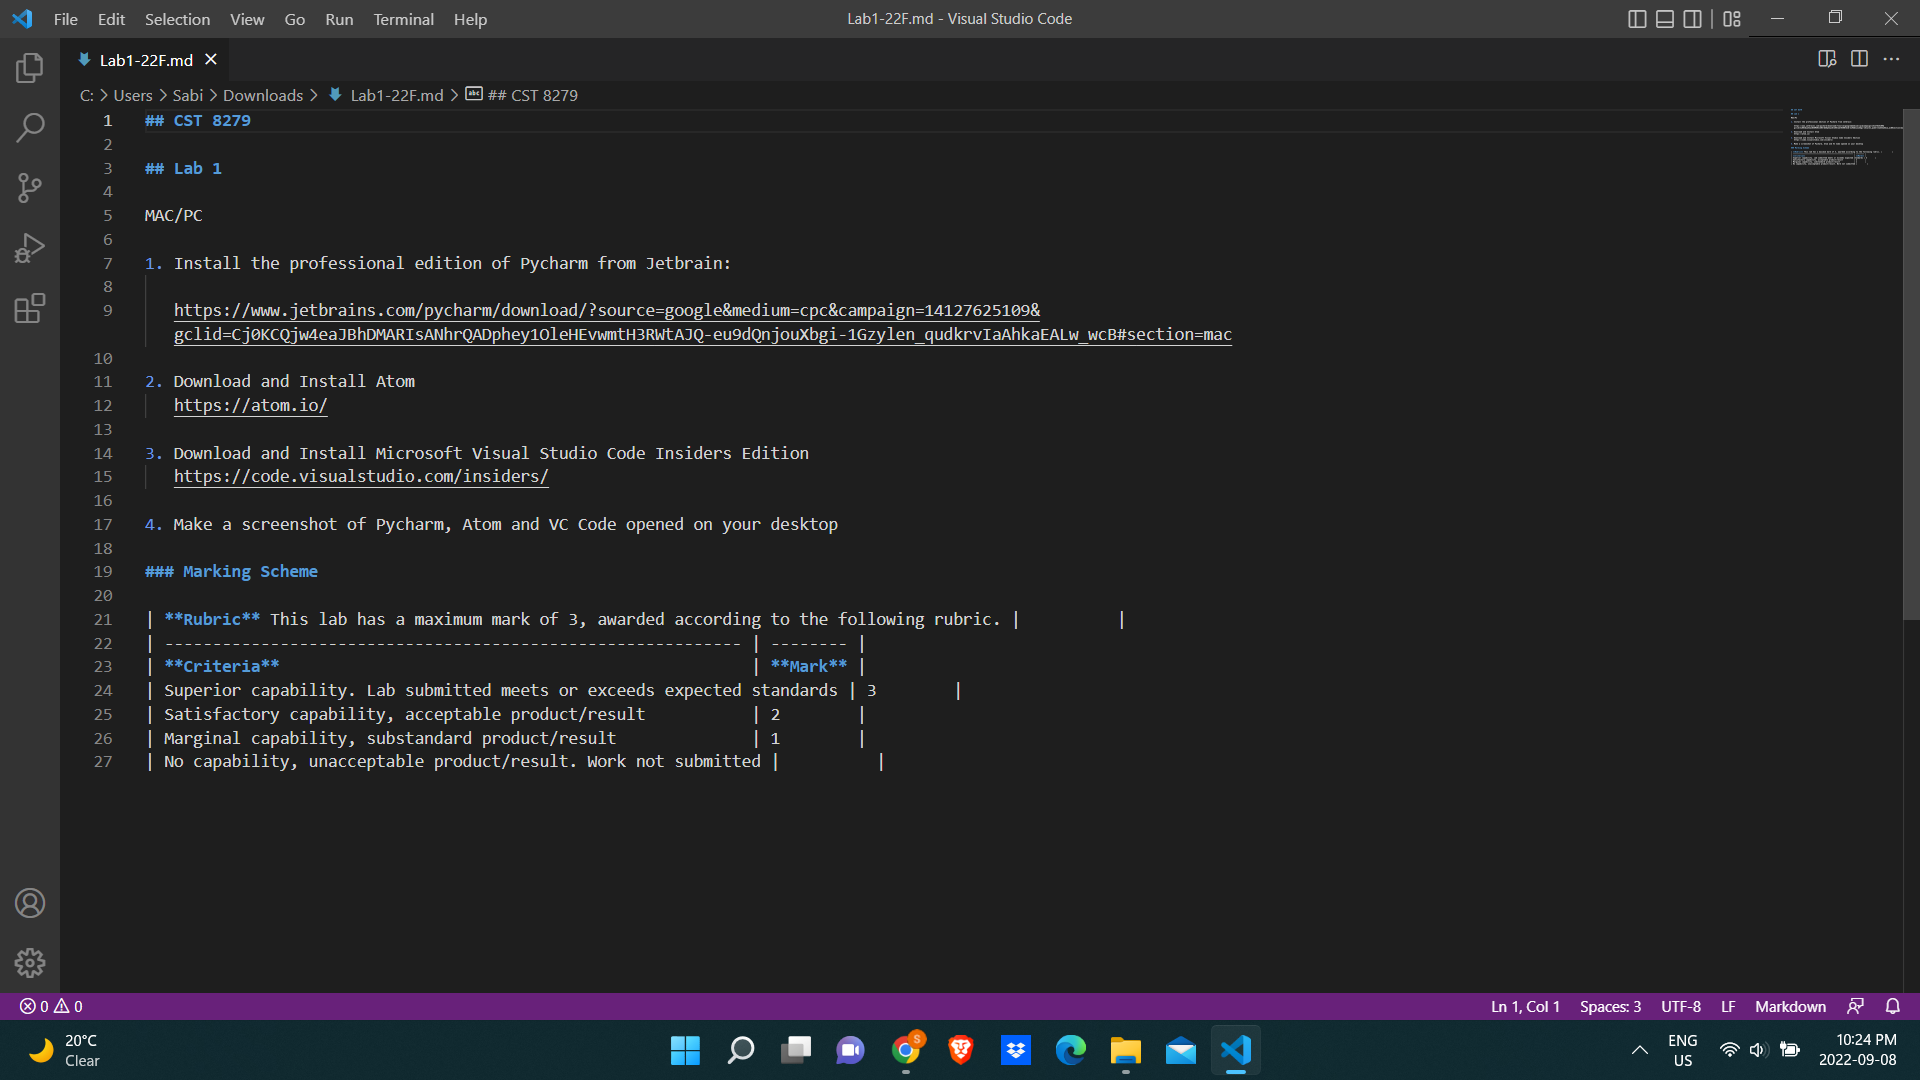 File Edit Selection View Go Run Terminal Help
Lab1-22F.md - Visual Studio Code
Lab1-22F.md
C: > Users > Sabi > Downloads > Lab1-22F.md > ## CST 8279
1 ## CST 8279
2
3 ## Lab 1
4
5 MAC/PC
6
7 1. Install the professional edition of Pycharm from Jetbrain:
8
9 https://www.jetbrains.com/pycharm/download/?source=google&medium=cpc&campaign=14127625109&
gclid=Cj0KCQjw4eaJBhDMARIsANhrQADphey1OleHEvwmtH3RWtAJQ-eu9dQnjouXbgi-1Gzylen_qudkrvIaAhkaEALw_wcB#section=mac
10
11 2. Download and Install Atom
12 https://atom.io/
13
14 3. Download and Install Microsoft Visual Studio Code Insiders Edition
15 https://code.visualstudio.com/insiders/
16
17 4. Make a screenshot of Pycharm, Atom and VC Code opened on your desktop
18
19 ### Marking Scheme
20
21 | **Rubric** This lab has a maximum mark of 3, awarded according to the following rubric. | |
22 | ------------------------------------------------------------ | -------- |
23 | **Criteria** | **Mark** |
24 | Superior capability. Lab submitted meets or exceeds expected standards | 3 |
25 | Satisfactory capability, acceptable product/result | 2 |
26 | Marginal capability, substandard product/result | 1 |
27 | No capability, unacceptable product/result. Work not submitted | |
0 0
Ln 1, Col 1 Spaces: 3 UTF-8 LF Markdown
20°C
Clear
S
ENG
US
10:24 PM
2022-09-08